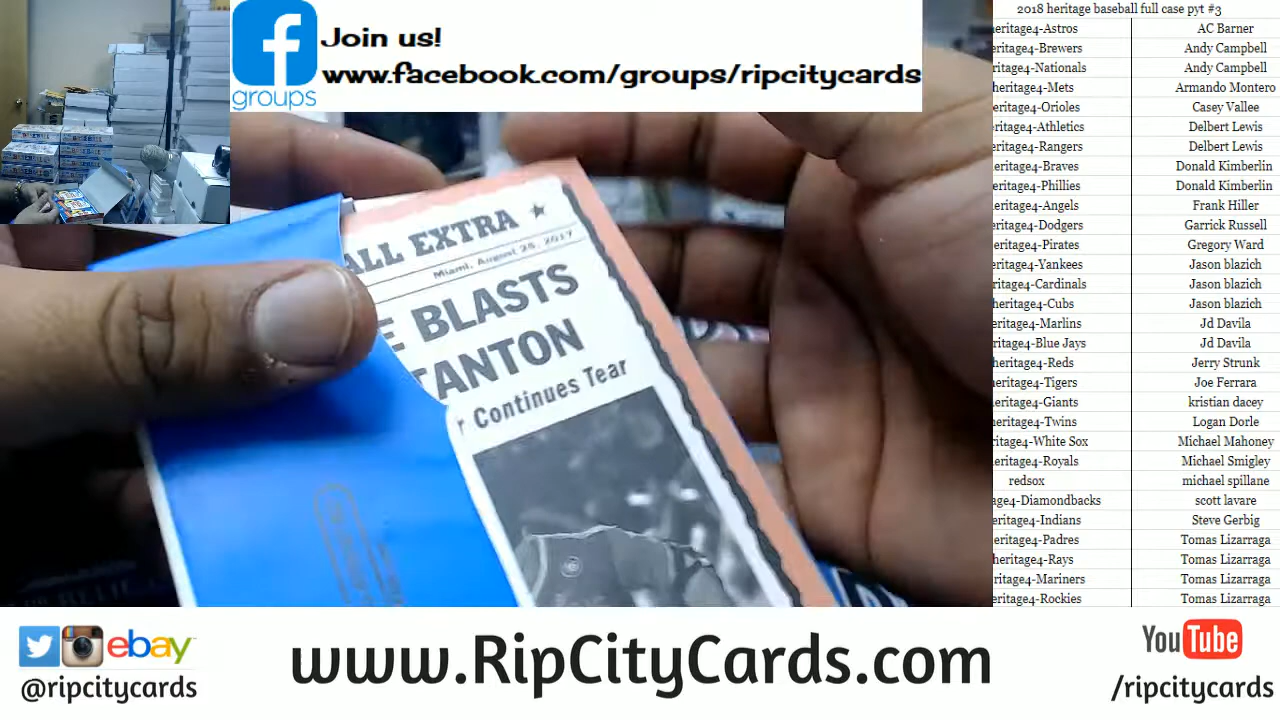 Join us!
www.facebook.com/groups/ripcitycards
groups
2018 heritage baseball full case pyt #3
eritage4-Astros AC Barner
eritage4-Brewers Andy Campbell
eritage4-Nationals Andy Campbell
heritage4-Mets Armando Montero
eritage4-Orioles Casey Vallee
eritage4-Athletics Delbert Lewis
eritage4-Rangers Delbert Lewis
eritage4-Braves Donald Kimberlin
eritage4-Phillies Donald Kimberlin
eritage4-Angels Frank Hiller
eritage4-Dodgers Garrick Russell
eritage4-Pirates Gregory Ward
eritage4-Yankees Jason blazich
eritage4-Cardinals Jason blazich
heritage4-Cubs Jason blazich
eritage4-Marlins Jd Davila
eritage4-Blue Jays Jd Davila
heritage4-Reds Jerry Strunk
eritage4-Tigers Joe Ferrara
eritage4-Giants kristian dacey
eritage4-Twins Logan Dorle
ritage4-White Sox Michael Mahoney
eritage4-Royals Michael Smigley
redsox michael spillane
age4-Diamondbacks scott lavare
eritage4-Indians Steve Gerbig
eritage4-Padres Tomas Lizarraga
heritage4-Rays Tomas Lizarraga
ritage4-Mariners Tomas Lizarraga
eritage4-Rockies Tomas Lizarraga
ALL EXTRA
Miami, August 25, 2017
E BLASTS
TANTON
r Continues Tear
ebay
@ripcitycards
www.RipCityCards.com
YouTube
/ripcitycards